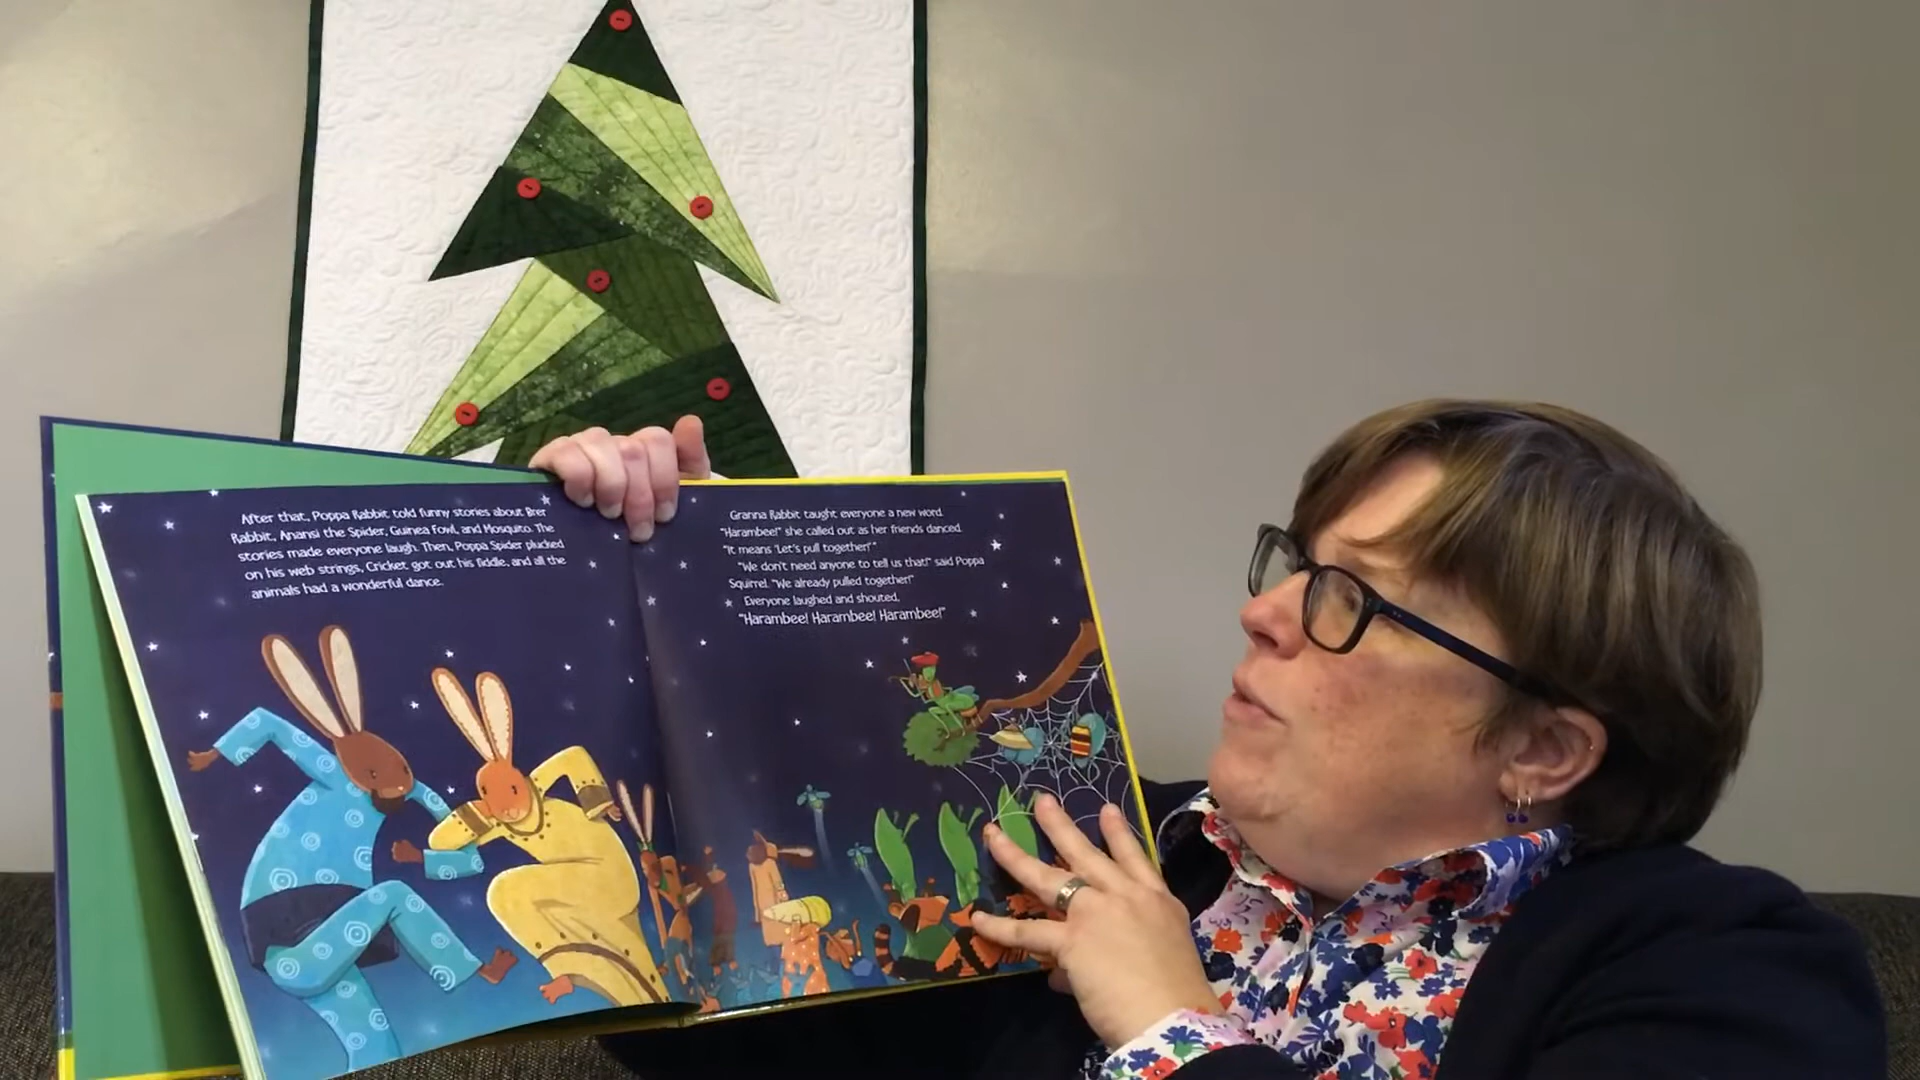 After that, Poppa Rabbit told funny stories about Brer
Rabbit, Anansi the Spider, Guinea Fowl, and Mosquito. The
stories made everyone laugh. Then, Poppa Spider plucked
on his web strings, Cricket got out his fiddle, and all the
animals had a wonderful dance.
Granna Rabbit taught everyone a new word.
"Harambee!" she called out as her friends danced.
"It means 'Let's pull together!'"
"We don't need anyone to tell us that!" said Poppa
Squirrel. "We already pulled together!"
Everyone laughed and shouted,
"Harambee! Harambee! Harambee!"